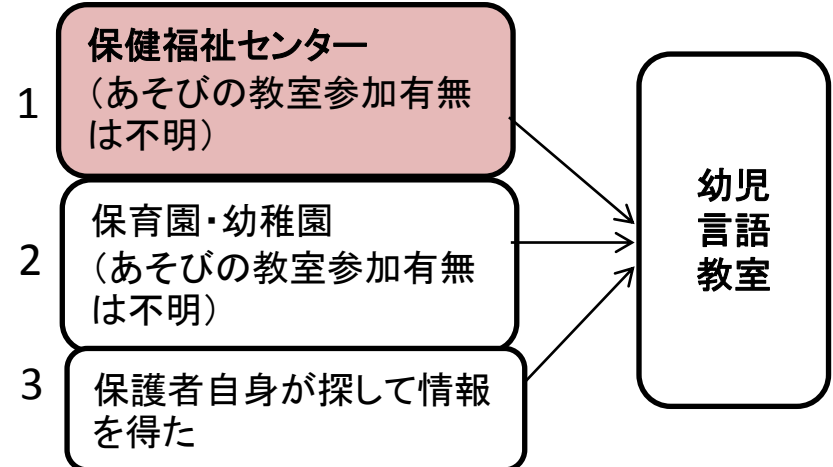 1
保健福祉センター
（あそびの教室参加有無
は不明）
2
保育園・幼稚園
（あそびの教室参加有無
は不明）
3
保護者自身が探して情報
を得た
幼児
言語
教室